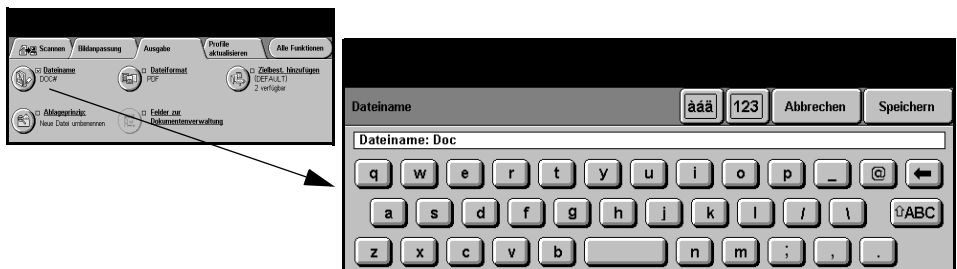 Scannen Bildanpassung Ausgabe Profile aktualisieren Alle Funktionen
Dateiname
DOC#
Dateiformat
PDF
Zielbest. hinzufügen
(DEFAULT)
2 verfügbar
Ablageprinzip:
Neue Datei umbenennen
Felder zur
Dokumentenverwaltung
Dateiname àáä 123 Abbrechen Speichern
Dateiname: Doc
q w e r t y u i o p _ @
a s d f g h j k l / \ ⇧ABC
z x c v b n m ; , .